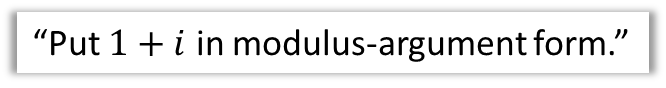 “Put 1 + 𝑖 in modulus-argument form.”